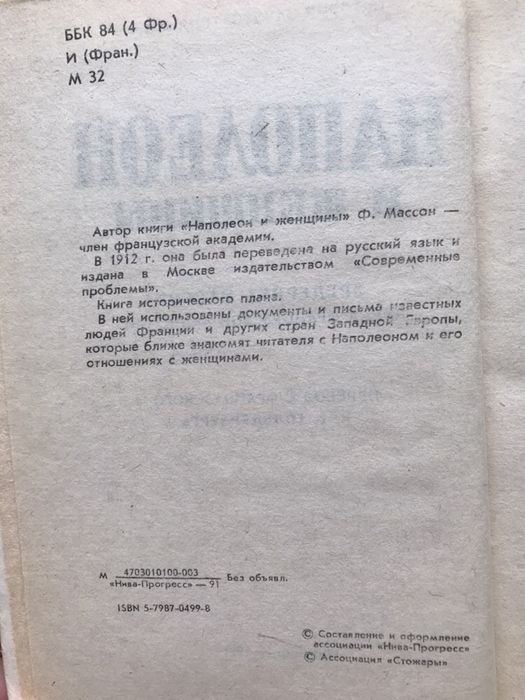 ББК 84 (4 Фр.)
И (Фран.)
М 32
НАПОЛЕОН
Автор книги «Наполеон и женщины» Ф. Массон —
член французской академии.
В 1912 г. она была переведена на русский язык и
издана в Москве издательством «Современные
проблемы».
Книга исторического плана.
В ней использованы документы и письма известных
людей Франции и других стран Западной Европы,
которые ближе знакомят читателя с Наполеоном и его
отношениях с женщинами.
М 4703010100-003 Без объявл.
«Нива-Прогресс» — 91
ISBN 5-7987-0499-8
© Составление и оформление
ассоциации «Нива-Прогресс»
© Ассоциация «Стожары»